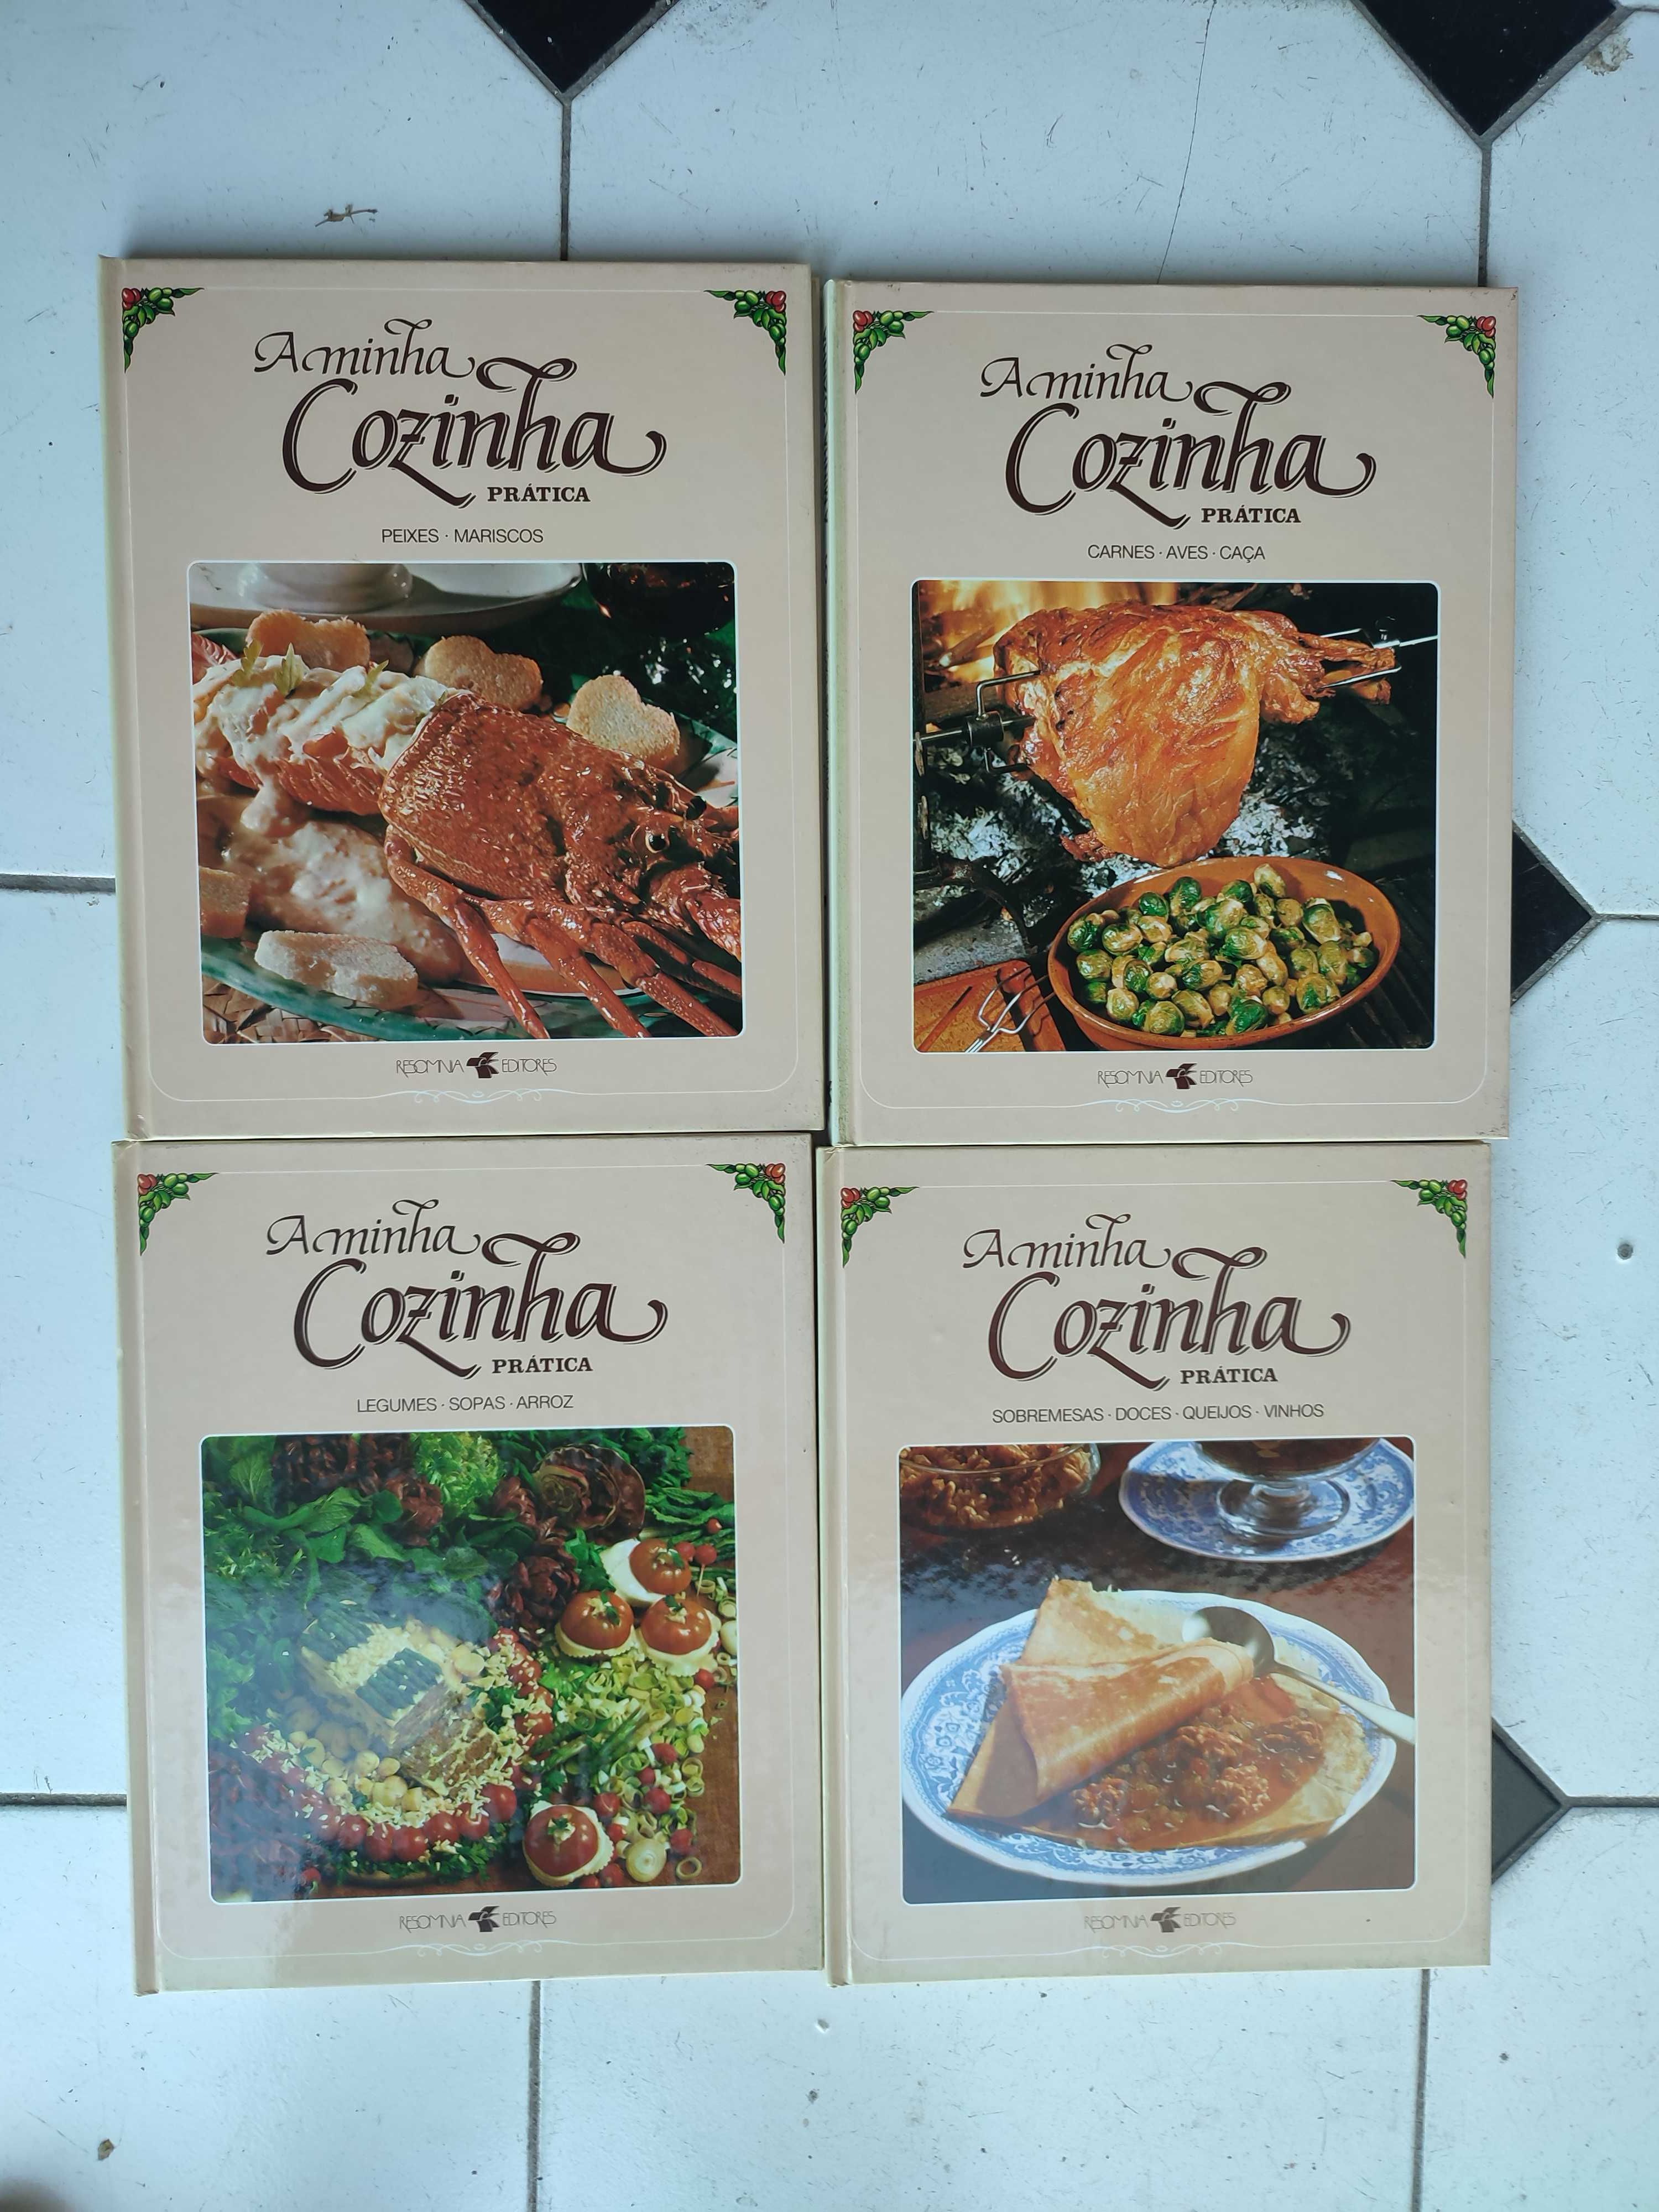 A minha
Cozinha
PRÁTICA
PEIXES · MARISCOS
RESOMNIA EDITORES
A minha
Cozinha
PRÁTICA
CARNES · AVES · CAÇA
RESOMNIA EDITORES
A minha
Cozinha
PRÁTICA
LEGUMES · SOPAS · ARROZ
RESOMNIA EDITORES
A minha
Cozinha
PRÁTICA
SOBREMESAS · DOCES · QUEIJOS · VINHOS
RESOMNIA EDITORES